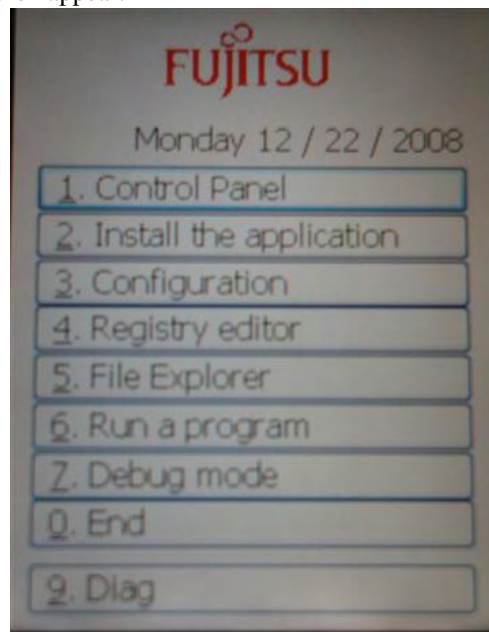 FUJITSU
Monday 12 / 22 / 2008
1. Control Panel
2. Install the application
3. Configuration
4. Registry editor
5. File Explorer
6. Run a program
7. Debug mode
0. End
9. Diag